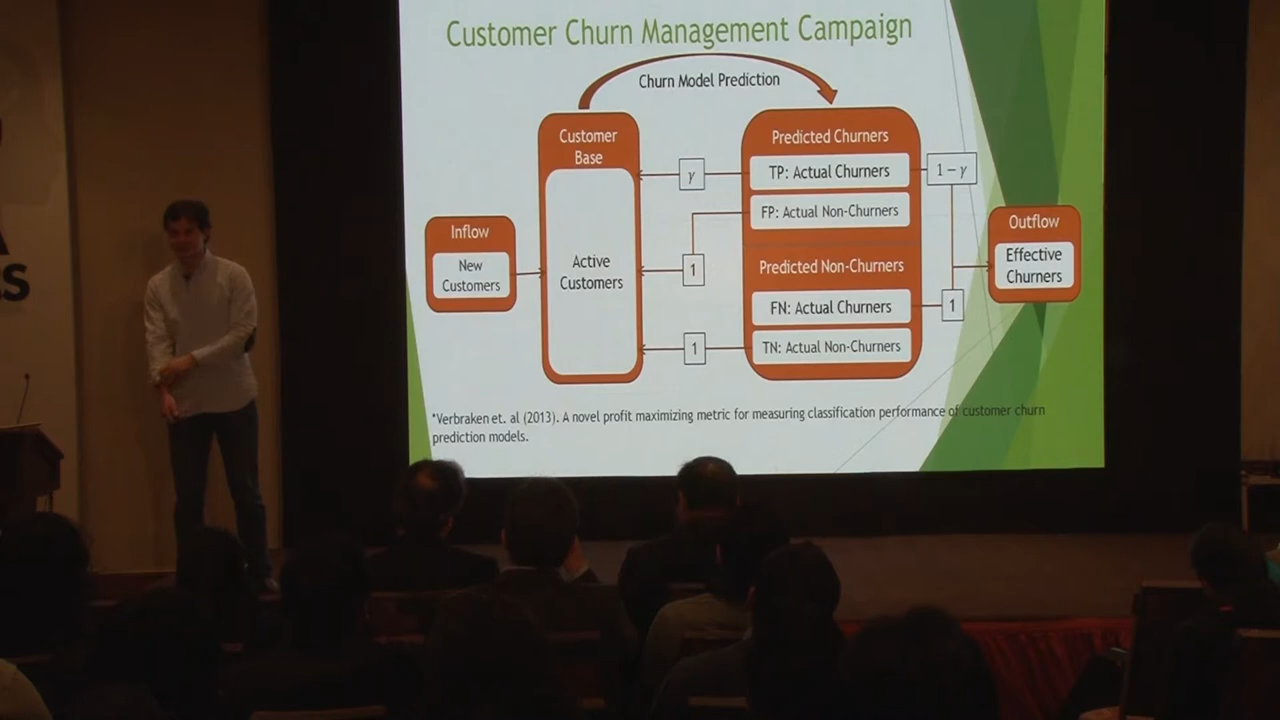 Customer Churn Management Campaign
Churn Model Prediction
Customer
Base
Active
Customers
Inflow
New
Customers
γ
1
1
Predicted Churners
TP: Actual Churners
FP: Actual Non-Churners
Predicted Non-Churners
FN: Actual Churners
TN: Actual Non-Churners
1 − γ
1
Outflow
Effective
Churners
*Verbraken et. al (2013). A novel profit maximizing metric for measuring classification performance of customer churn
prediction models.